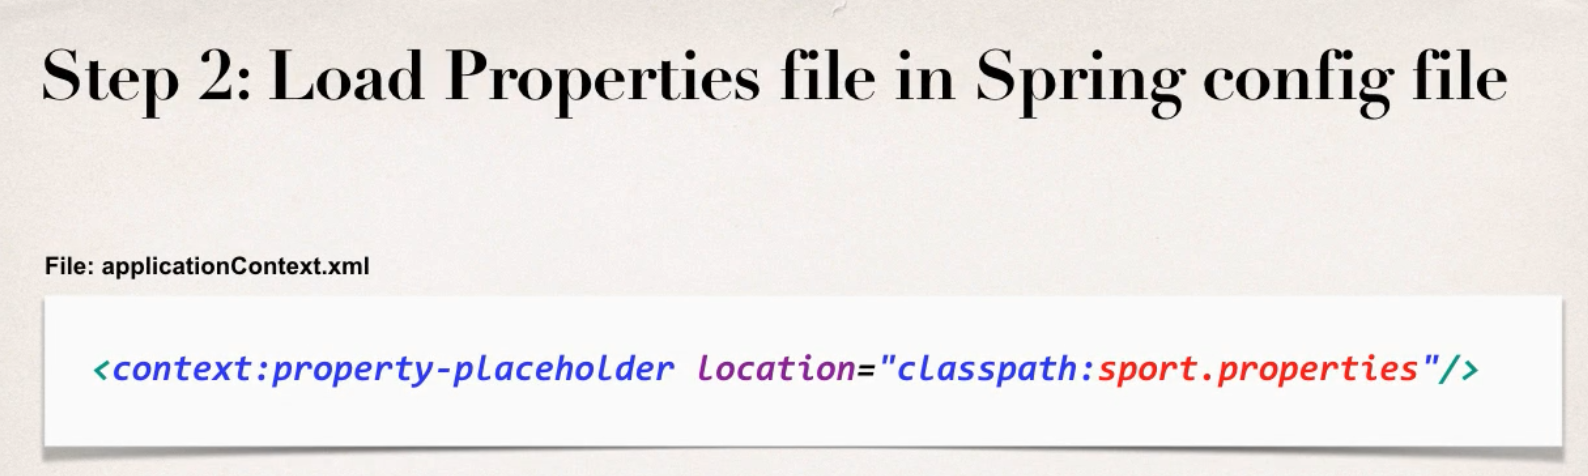 Step 2: Load Properties file in Spring config file
File: applicationContext.xml
<context:property-placeholder location="classpath:sport.properties"/>